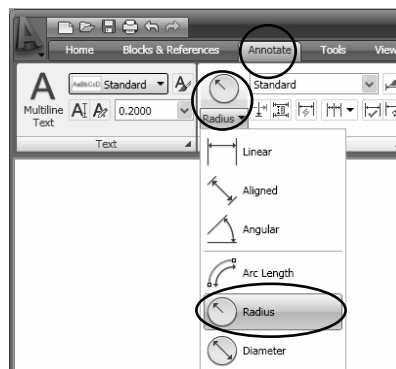 Home Blocks & References Annotate Tools View
A AaBbCcD Standard Standard
Multiline Text A 0.2000 Radius
Text
Linear
Aligned
Angular
Arc Length
Radius
Diameter